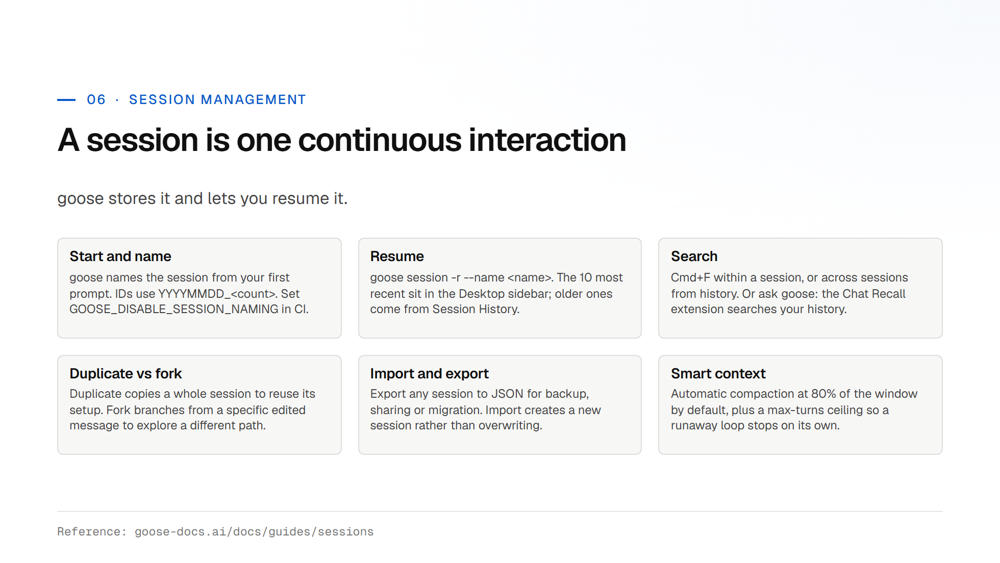 06 · SESSION MANAGEMENT
A session is one continuous interaction
goose stores it and lets you resume it.
Start and name
goose names the session from your first
prompt. IDs use YYYYMMDD_<count>. Set
GOOSE_DISABLE_SESSION_NAMING in CI.
Resume
goose session -r --name <name>. The 10 most
recent sit in the Desktop sidebar; older ones
come from Session History.
Search
Cmd+F within a session, or across sessions
from history. Or ask goose: the Chat Recall
extension searches your history.
Duplicate vs fork
Duplicate copies a whole session to reuse its
setup. Fork branches from a specific edited
message to explore a different path.
Import and export
Export any session to JSON for backup,
sharing or migration. Import creates a new
session rather than overwriting.
Smart context
Automatic compaction at 80% of the window
by default, plus a max-turns ceiling so a
runaway loop stops on its own.
Reference: goose-docs.ai/docs/guides/sessions